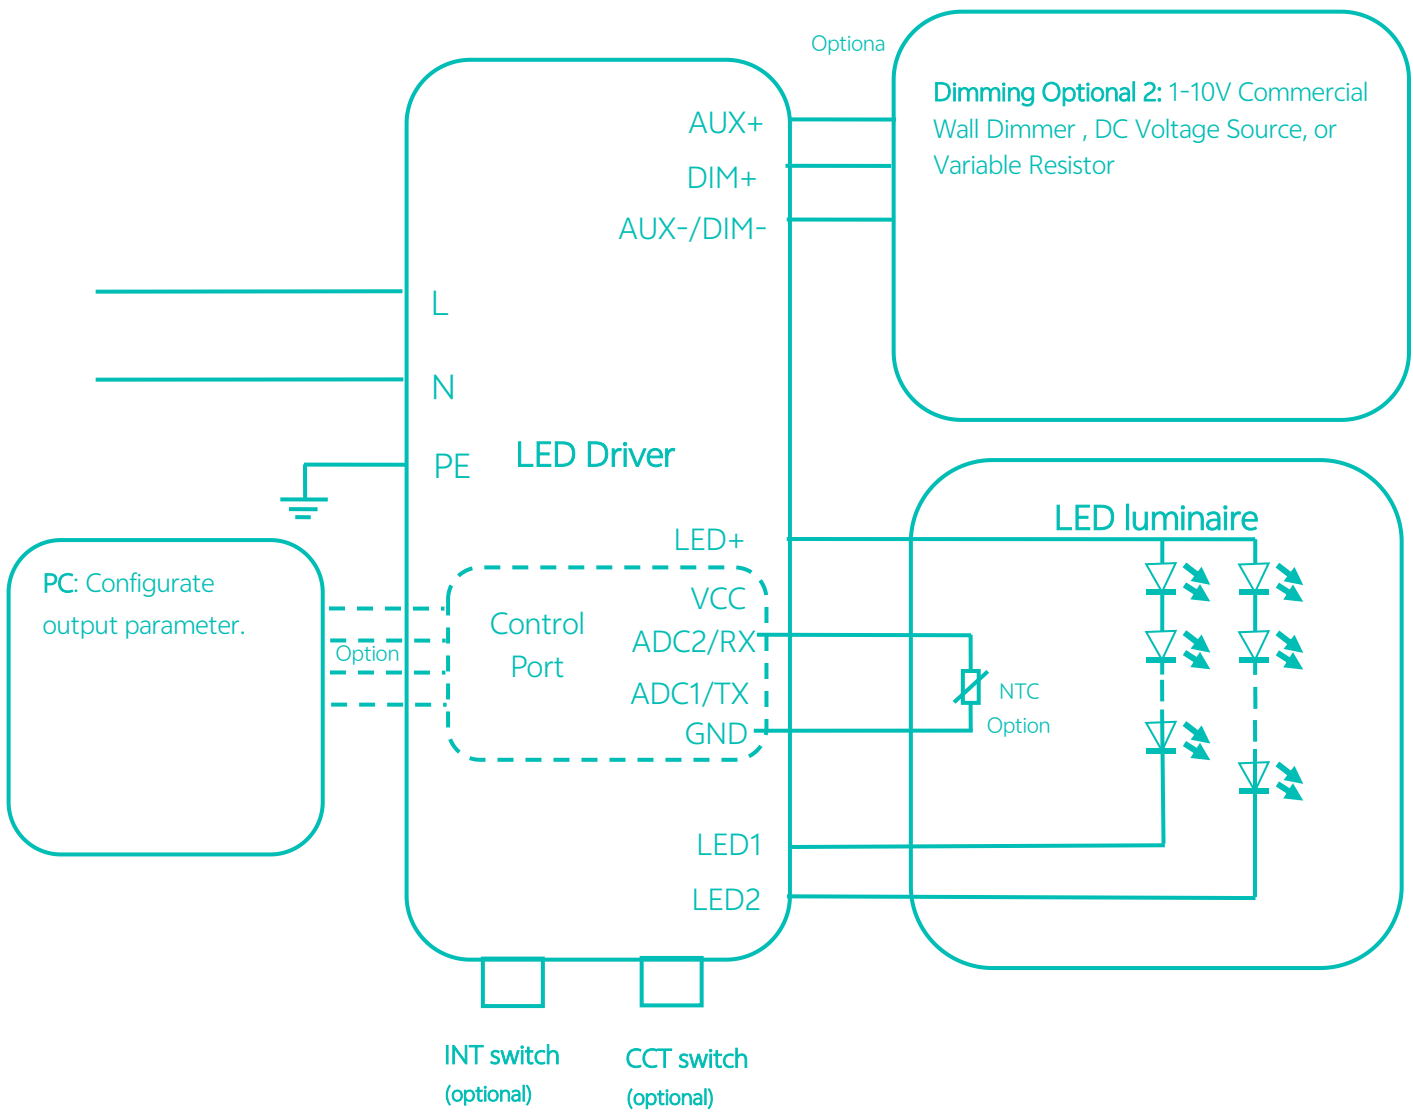 Optiona
Dimming Optional 2: 1-10V Commercial
Wall Dimmer , DC Voltage Source, or
Variable Resistor
AUX+
DIM+
AUX-/DIM-
L
N
PE
LED Driver
LED luminaire
LED+
PC: Configurate
output parameter.
Option
Control
Port
VCC
ADC2/RX
ADC1/TX
GND
NTC
Option
LED1
LED2
INT switch
(optional)
CCT switch
(optional)